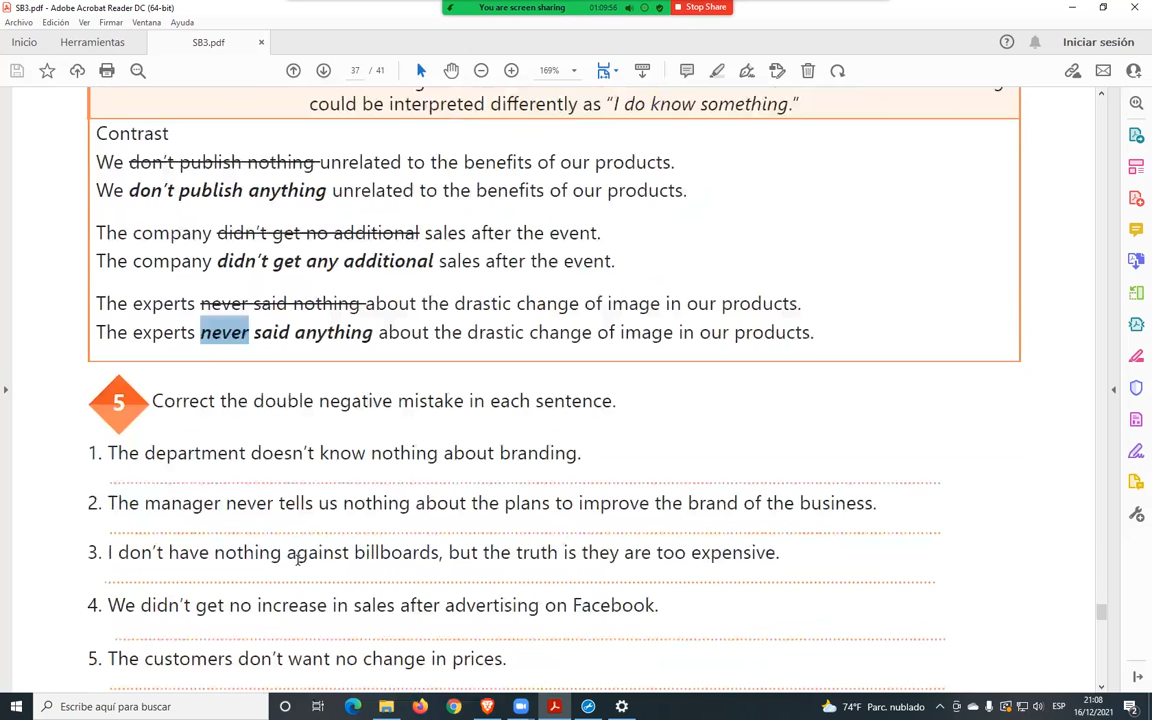 SB3.pdf - Adobe Acrobat Reader DC (64-bit)
You are screen sharing
01:09:56
Stop Share
Archivo Edición Ver Firmar Ventana Ayuda
Inicio Herramientas SB3.pdf Iniciar sesión
37 / 41 169%
could be interpreted differently as "I do know something."
Contrast
We don't publish nothing unrelated to the benefits of our products.
We don't publish anything unrelated to the benefits of our products.
The company didn't get no additional sales after the event.
The company didn't get any additional sales after the event.
The experts never said nothing about the drastic change of image in our products.
The experts never said anything about the drastic change of image in our products.
5 Correct the double negative mistake in each sentence.
1. The department doesn't know nothing about branding.
2. The manager never tells us nothing about the plans to improve the brand of the business.
3. I don't have nothing against billboards, but the truth is they are too expensive.
4. We didn't get no increase in sales after advertising on Facebook.
5. The customers don't want no change in prices.
Escribe aquí para buscar
74°F Parc. nublado
ESP
21:08
16/12/2021
2